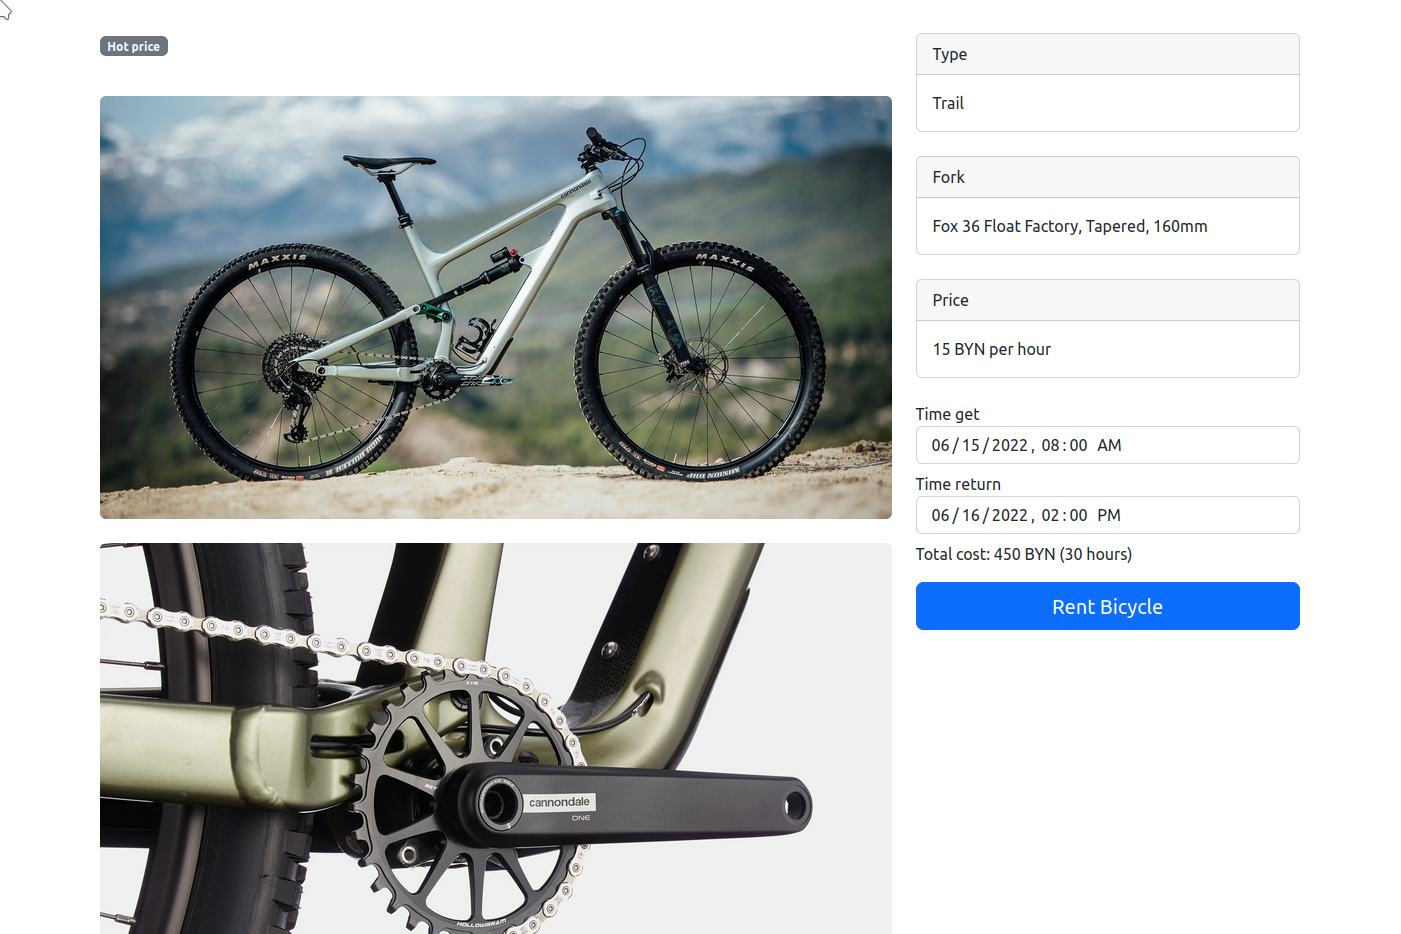 Hot price
cannondale
MAXXIS
MAXXIS
cannondale
ONE
HOLLOWGRAM
Type
Trail
Fork
Fox 36 Float Factory, Tapered, 160mm
Price
15 BYN per hour
Time get
06/15/2022, 08:00 AM
Time return
06/16/2022, 02:00 PM
Total cost: 450 BYN (30 hours)
Rent Bicycle